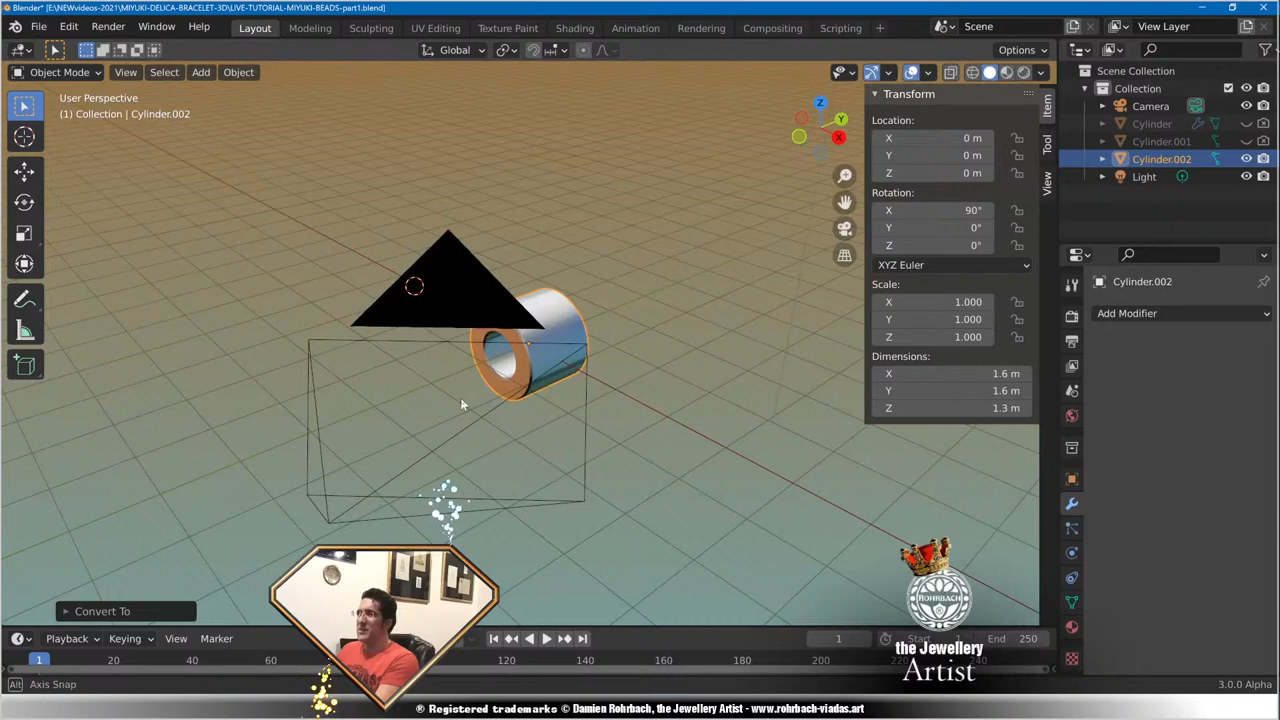 Blender* [E:\NEWvideos-2021\MIYUKI-DELICA-BRACELET-3D\LIVE-TUTORIAL-MIYUKI-BEADS-part1.blend]
File Edit Render Window Help
Layout Modeling Sculpting UV Editing Texture Paint Shading Animation Rendering Compositing Scripting
Scene View Layer
Global Options
Object Mode View Select Add Object
User Perspective
(1) Collection | Cylinder.002
Z
Y
X
Transform
Location:
X 0 m
Y 0 m
Z 0 m
Rotation:
X 90°
Y 0°
Z 0°
XYZ Euler
Scale:
X 1.000
Y 1.000
Z 1.000
Dimensions:
X 1.6 m
Y 1.6 m
Z 1.3 m
Item
Tool
View
Scene Collection
Collection
Camera
Cylinder
Cylinder.001
Cylinder.002
Light
Cylinder.002
Add Modifier
Convert To
ROHRBACH
the Jewellery
Artist
Playback Keying View Marker
1 Start 1 End 250
1 20 40 60 120 140 160 180 200 220 240
Alt Axis Snap
3.0.0 Alpha
® Registered trademarks © Damien Rohrbach, the Jewellery Artist - www.rohrbach-viadas.art